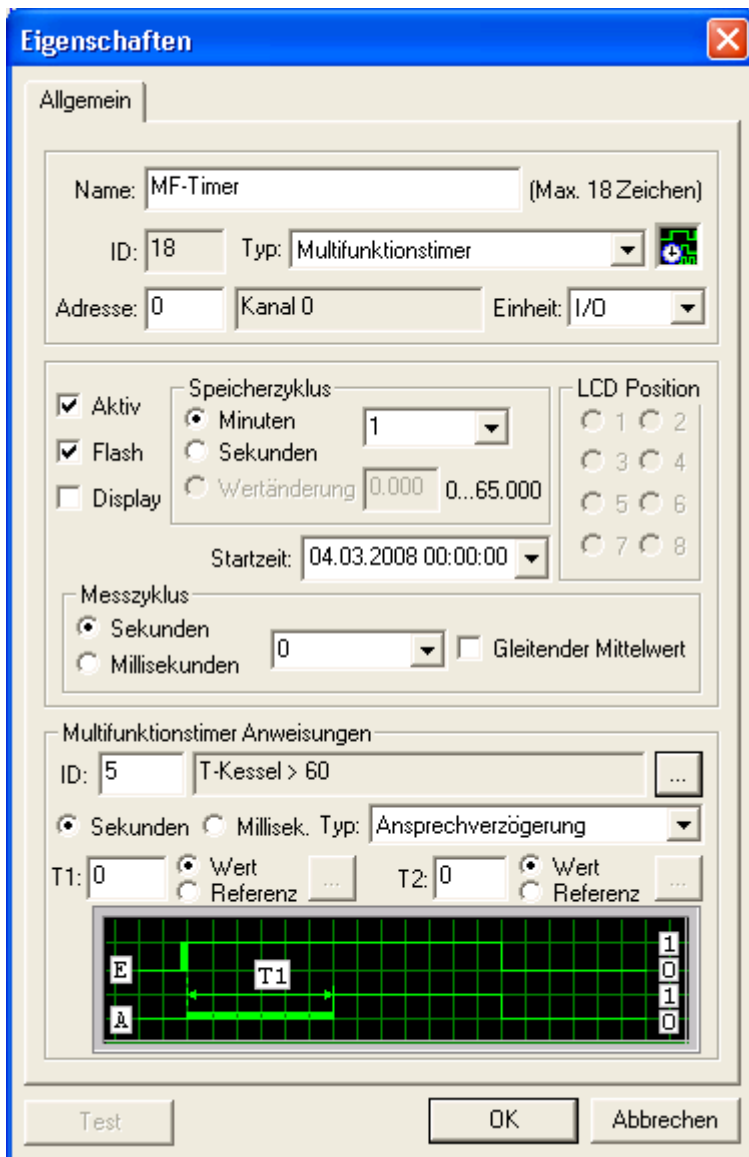 Eigenschaften
Allgemein
Name: MF-Timer (Max. 18 Zeichen)
ID: 18 Typ: Multifunktionstimer
Adresse: 0 Kanal 0 Einheit: I/O
Aktiv
Flash
Display
Speicherzyklus
Minuten 1
Sekunden
Wertänderung 0.000 0...65.000
LCD Position
1 2
3 4
5 6
7 8
Startzeit: 04.03.2008 00:00:00
Messzyklus
Sekunden
Millisekunden
0
Gleitender Mittelwert
Multifunktionstimer Anweisungen
ID: 5 T-Kessel > 60 ...
Sekunden Millisek. Typ: Ansprechverzögerung
T1: 0 Wert
Referenz ...
T2: 0 Wert
Referenz ...
E 1
0
T1
A 1
0
Test OK Abbrechen